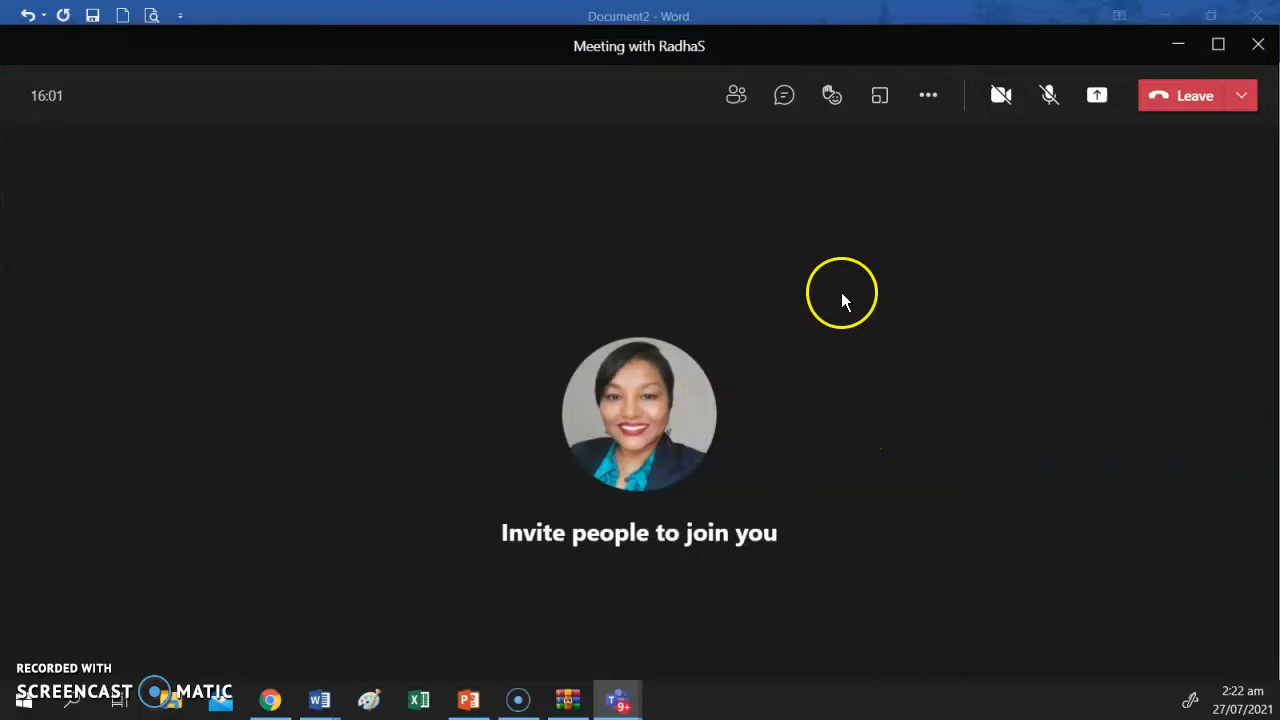 Document2 - Word
Meeting with RadhaS
16:01
Leave
Invite people to join you
RECORDED WITH
SCREENCAST MATIC
9+
2:22 am
27/07/2021